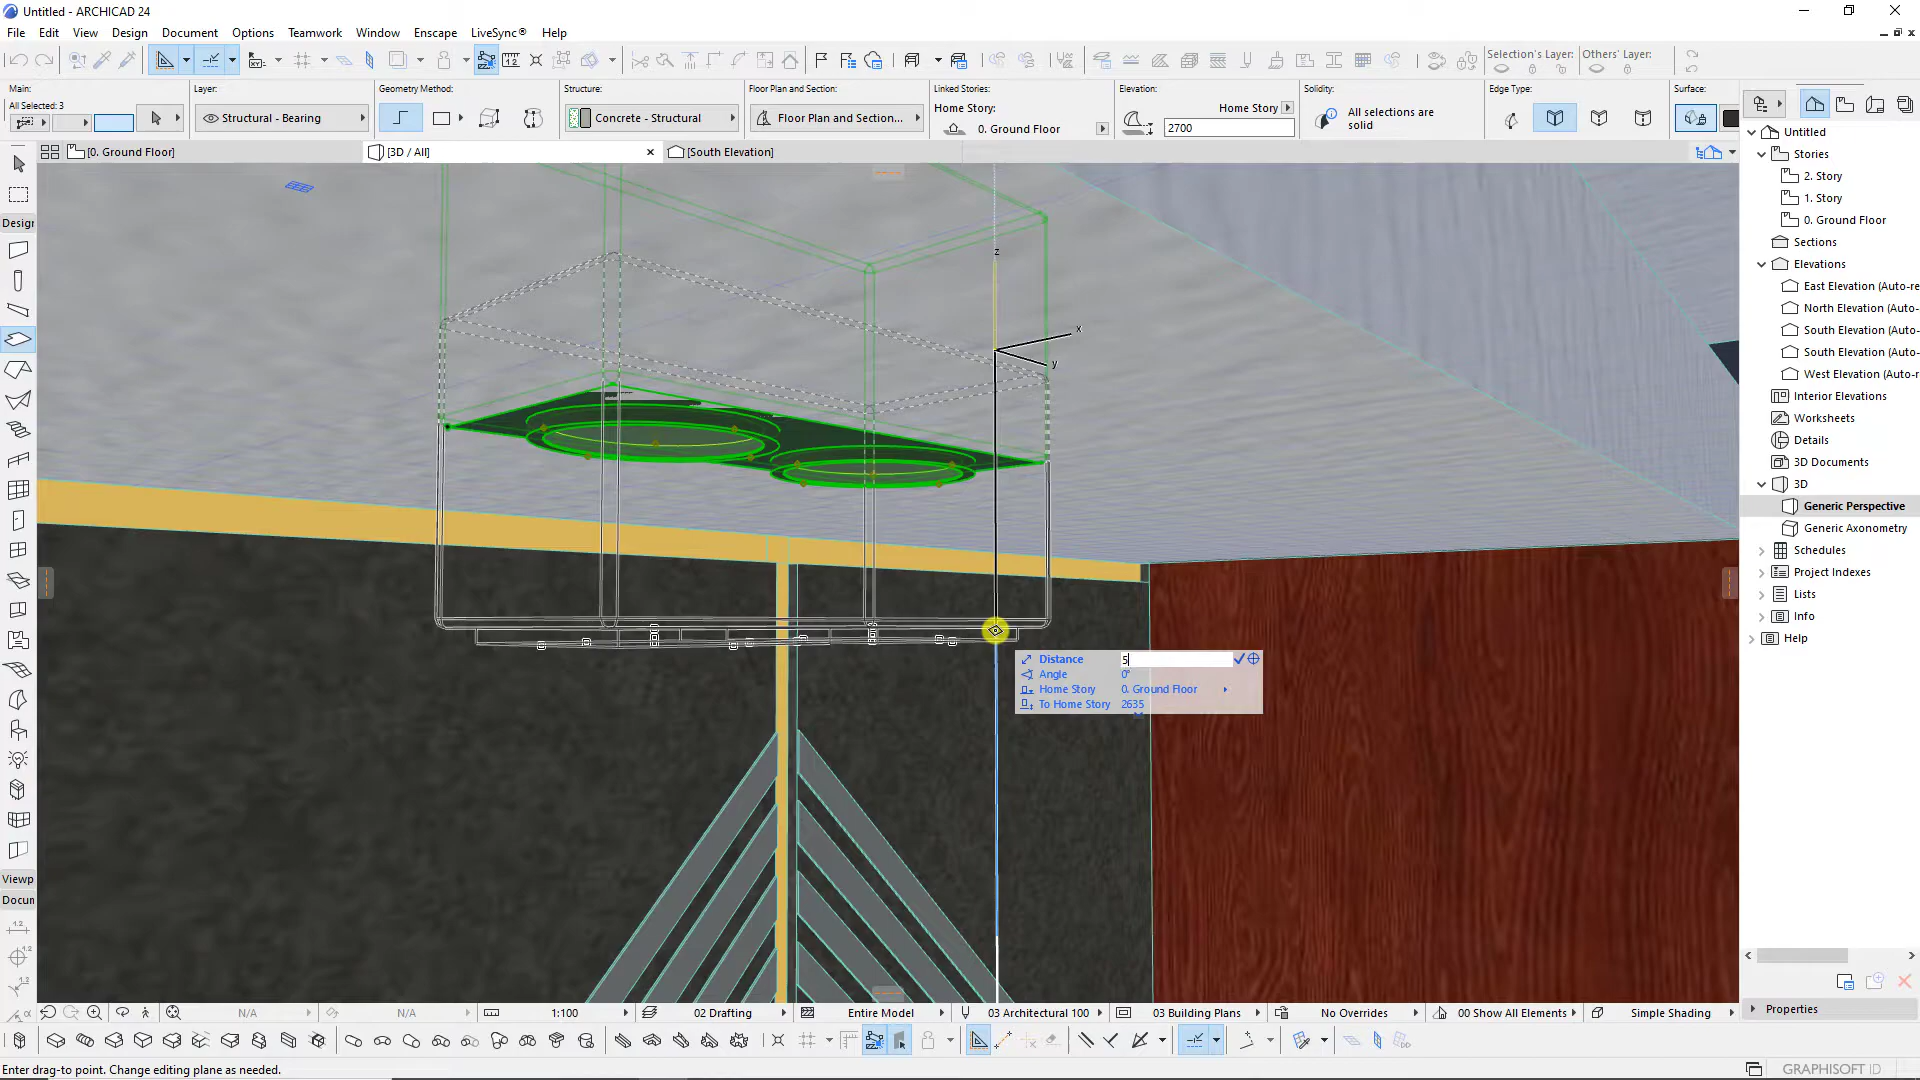 Untitled - ARCHICAD 24
File Edit View Design Document Options Teamwork Window Enscape LiveSync® Help
Selection's Layer: Others' Layer:
Main: Layer: Geometry Method: Structure: Floor Plan and Section: Linked Stories: Elevation: Solidity: Edge Type: Surface:
All Selected: 3
Structural - Bearing
Concrete - Structural
Floor Plan and Section...
Home Story:
0. Ground Floor
Home Story
2700
All selections are
solid
[0. Ground Floor]
[3D / All]
[South Elevation]
Design
Viewp
Docun
z
x
y
Distance 5
Angle 0°
Home Story 0. Ground Floor
To Home Story 2635
Untitled
Stories
2. Story
1. Story
0. Ground Floor
Sections
Elevations
East Elevation (Auto-re
North Elevation (Auto-
South Elevation (Auto-
South Elevation (Auto-
West Elevation (Auto-r
Interior Elevations
Worksheets
Details
3D Documents
3D
Generic Perspective
Generic Axonometry
Schedules
Project Indexes
Lists
Info
Help
Properties
N/A N/A 1:100 02 Drafting Entire Model 03 Architectural 100 03 Building Plans No Overrides 00 Show All Elements Simple Shading
Enter drag-to point. Change editing plane as needed.
GRAPHISOFT ID